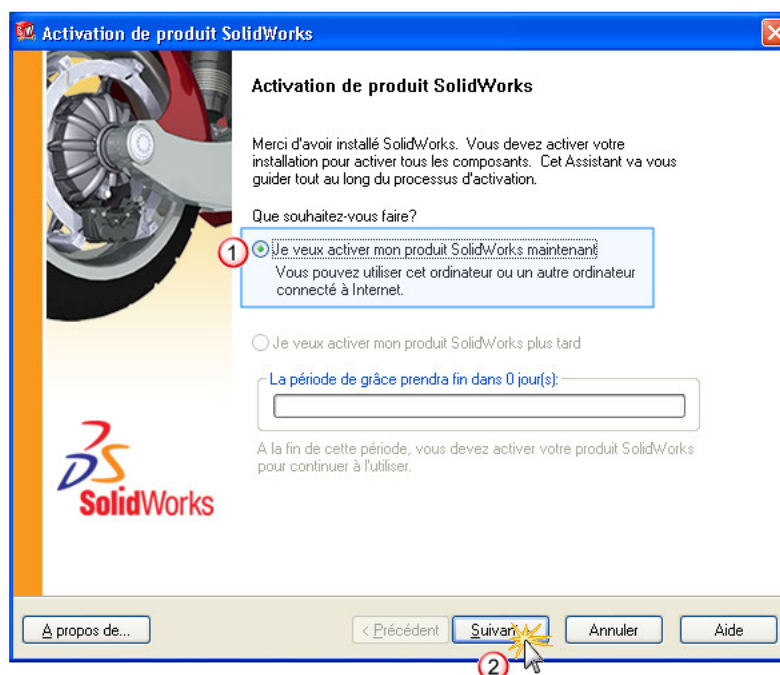 Activation de produit SolidWorks
Activation de produit SolidWorks
Merci d'avoir installé SolidWorks. Vous devez activer votre
installation pour activer tous les composants. Cet Assistant va vous
guider tout au long du processus d'activation.
Que souhaitez-vous faire?
1 Je veux activer mon produit SolidWorks maintenant
Vous pouvez utiliser cet ordinateur ou un autre ordinateur
connecté à Internet.
Je veux activer mon produit SolidWorks plus tard
La période de grâce prendra fin dans 0 jour(s):
A la fin de cette période, vous devez activer votre produit SolidWorks
pour continuer à l'utiliser.
SolidWorks
A propos de... < Précédent Suivant Annuler Aide
2